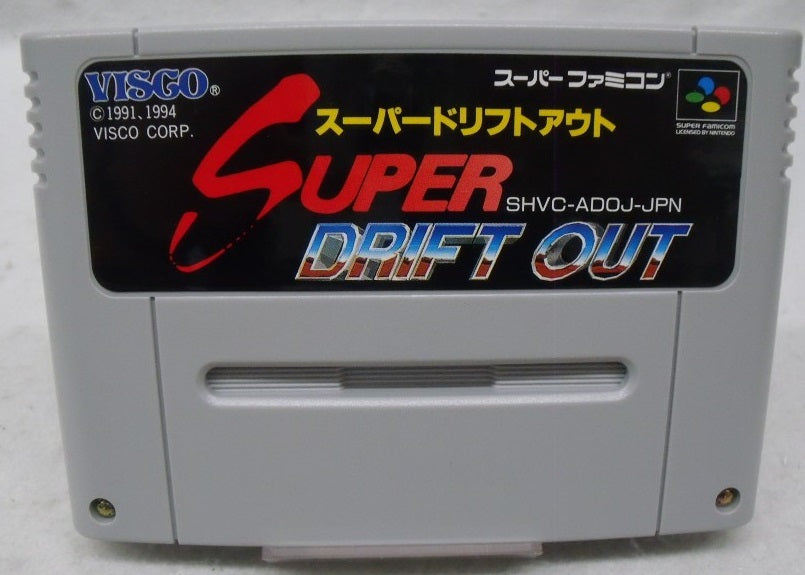 VISCO®
© 1991, 1994
VISCO CORP.
スーパーファミコン®
SUPER FAMICOM
LICENSED BY NINTENDO
スーパードリフトアウト
SUPER
SHVC-ADOJ-JPN
DRIFT OUT